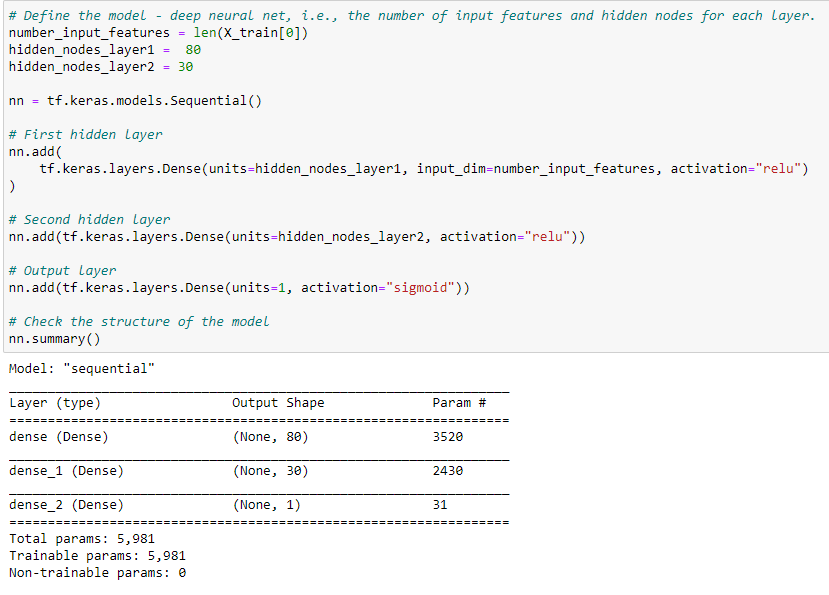 # Define the model - deep neural net, i.e., the number of input features and hidden nodes for each layer.
number_input_features = len(X_train[0])
hidden_nodes_layer1 =  80
hidden_nodes_layer2 = 30

nn = tf.keras.models.Sequential()

# First hidden layer
nn.add(
    tf.keras.layers.Dense(units=hidden_nodes_layer1, input_dim=number_input_features, activation="relu")
)

# Second hidden layer
nn.add(tf.keras.layers.Dense(units=hidden_nodes_layer2, activation="relu"))

# Output layer
nn.add(tf.keras.layers.Dense(units=1, activation="sigmoid"))

# Check the structure of the model
nn.summary()
Model: "sequential"
_________________________________________________________________
Layer (type)                 Output Shape              Param #
=================================================================
dense (Dense)                (None, 80)                3520
_________________________________________________________________
dense_1 (Dense)              (None, 30)                2430
_________________________________________________________________
dense_2 (Dense)              (None, 1)                 31
=================================================================
Total params: 5,981
Trainable params: 5,981
Non-trainable params: 0